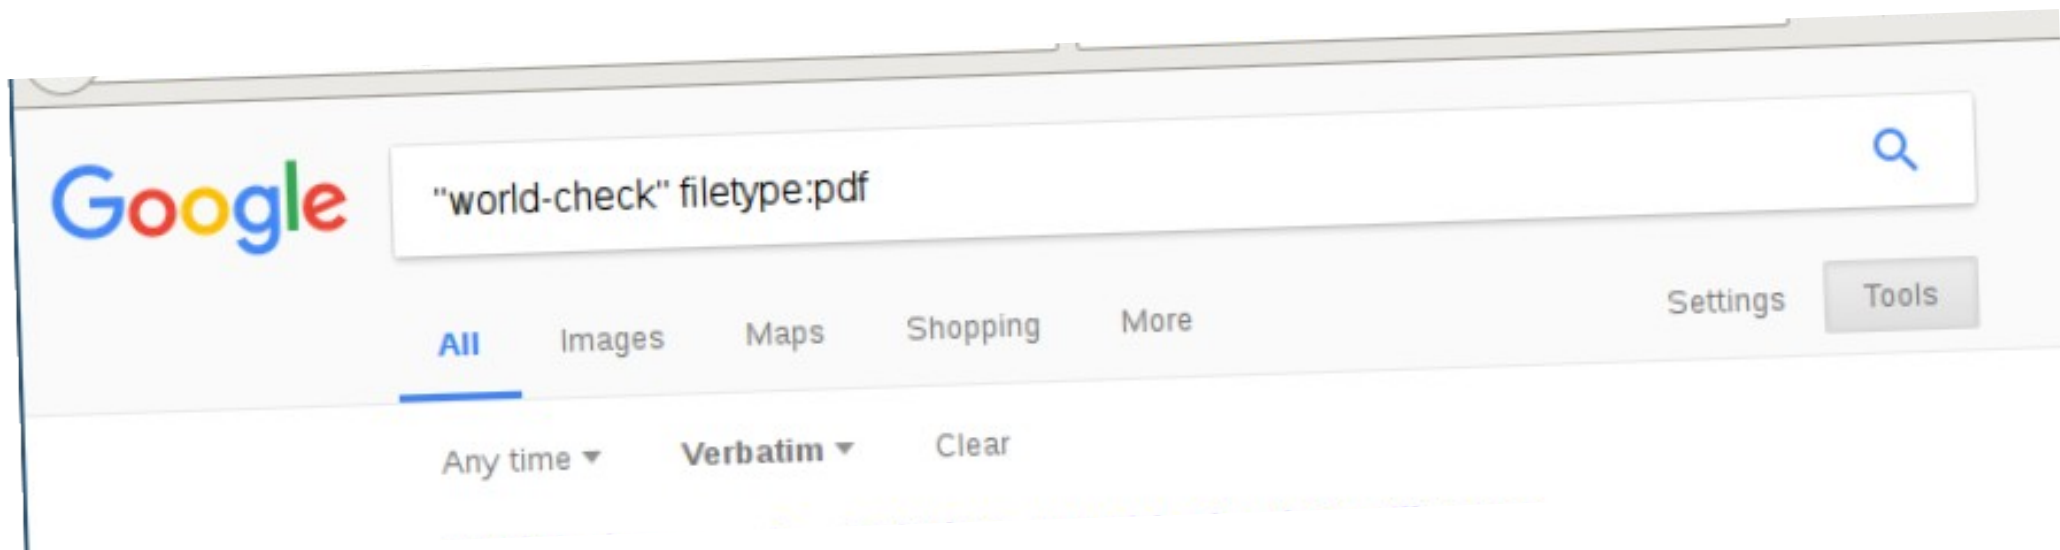 Google "world-check" filetype:pdf
All Images Maps Shopping More Settings Tools
Any time Verbatim Clear